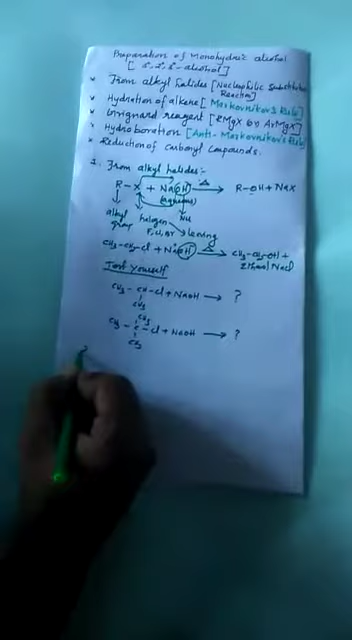 Preparation of Monohydric alcohol
[1°, 2°, 3°- alcohol]
From alkyl halides [Nucleophilic Substitution
Reaction]
Hydration of alkene [Markovnikov's Rule]
Grignard reagent [RMgX or ArMgX]
Hydroboration [Anti-Markovnikov's Rule]
Reduction of Carbonyl Compounds.
1. From alkyl halides:-
R-X + NaOH △ → R-OH + NaX
(aqueous)
alkyl halogen Nu
group F, Cl, Br leaving
CH3-CH2-Cl + NaOH △ → CH3-CH2-OH +
Ethanol NaCl
Test Yourself
CH3 - CH - Cl + NaOH → ?
CH3
CH3
CH3 - C - Cl + NaOH → ?
CH3